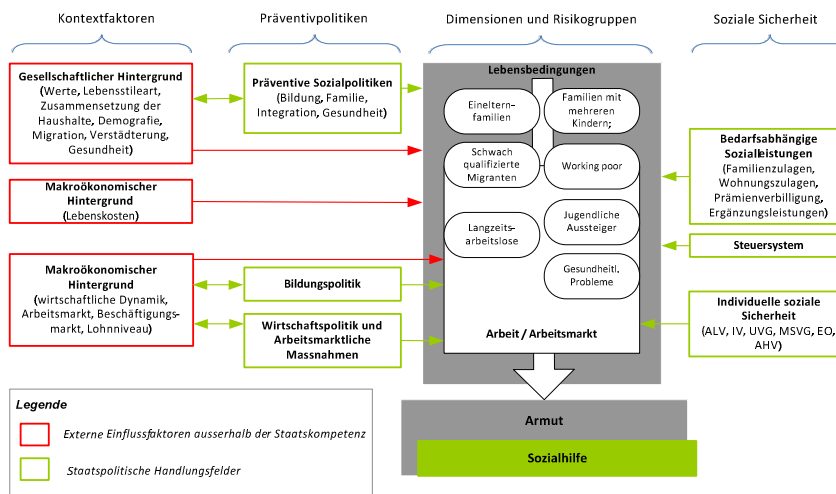 Kontextfaktoren
Präventivpolitiken
Dimensionen und Risikogruppen
Soziale Sicherheit
Gesellschaftlicher Hintergrund
(Werte, Lebensstileart,
Zusammensetzung der
Haushalte, Demografie,
Migration, Verstädterung,
Gesundheit)
Makroökonomischer
Hintergrund
(Lebenskosten)
Makroökonomischer
Hintergrund
(wirtschaftliche Dynamik,
Arbeitsmarkt, Beschäftigungs-
markt, Lohnniveau)
Präventive Sozialpolitiken
(Bildung, Familie,
Integration, Gesundheit)
Bildungspolitik
Wirtschaftspolitik und
Arbeitsmarktliche
Massnahmen
Lebensbedingungen
Eineltern-
familien
Familien mit
mehreren
Kindern;
Schwach
qualifizierte
Migranten
Working poor
Langzeits-
arbeitslose
Jugendliche
Aussteiger
Gesundheitl.
Probleme
Arbeit / Arbeitsmarkt
Bedarfsabhängige
Sozialleistungen
(Familienzulagen,
Wohnungszulagen,
Prämienverbilligung,
Ergänzungsleistungen)
Steuersystem
Individuelle soziale
Sicherheit
(ALV, IV, UVG, MSVG, EO,
AHV)
Armut
Sozialhilfe
Legende
Externe Einflussfaktoren ausserhalb der Staatskompetenz
Staatspolitische Handlungsfelder